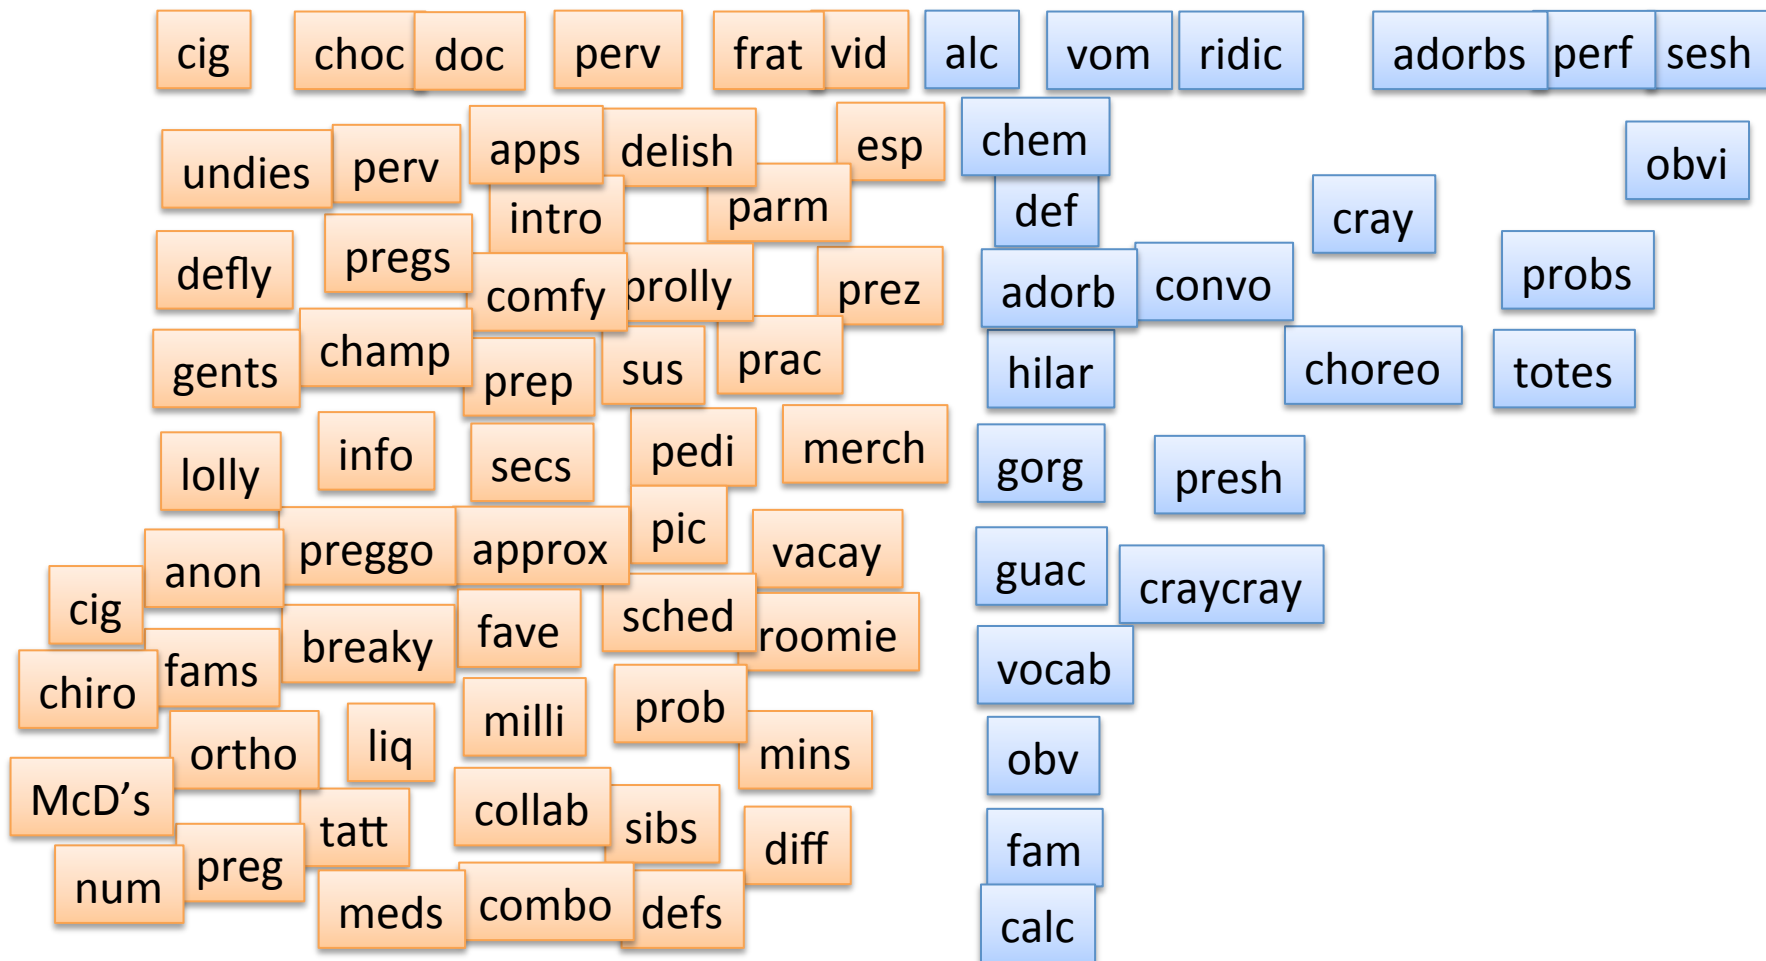 cig choc doc perv frat vid alc vom ridic adorbs perf sesh
undies perv apps delish esp chem obvi
intro parm def cray
defly pregs comfy prolly prez adorb convo probs
gents champ prep sus prac hilar choreo totes
lolly info secs pedi merch gorg presh
anon preggo approx pic vacay guac craycray
cig breaky fave sched roomie
chiro fams milli prob vocab
ortho liq mins obv
McD's tatt collab sibs diff fam
num preg meds combo defs calc